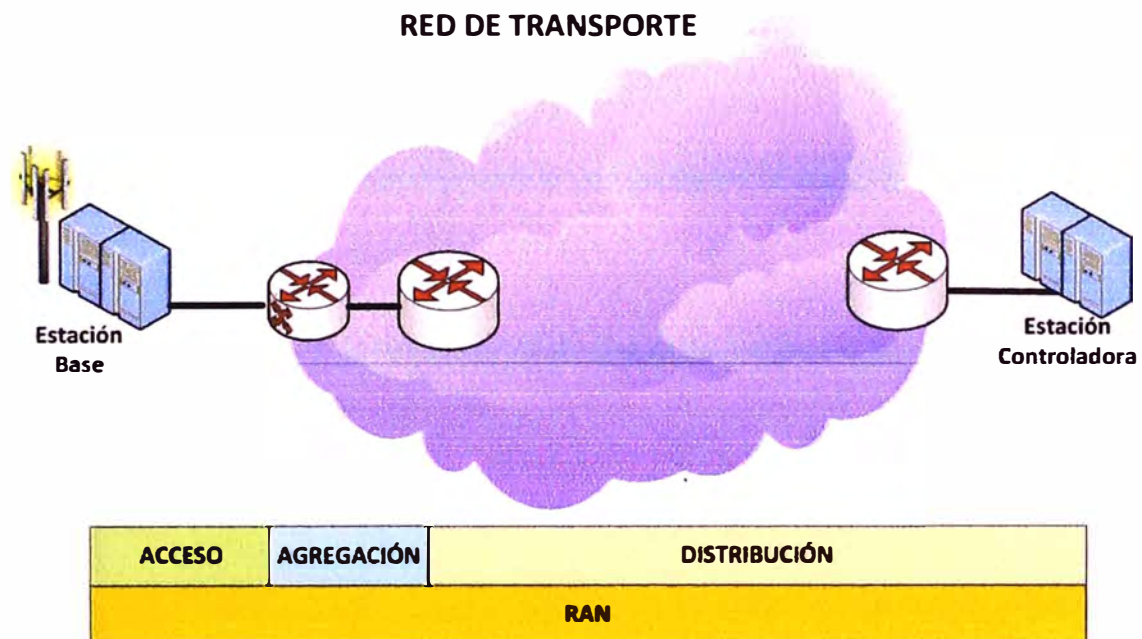 RED DE TRANSPORTE
Estación
Base
Estación
Controladora
ACCESO
AGREGACIÓN
DISTRIBUCIÓN
RAN